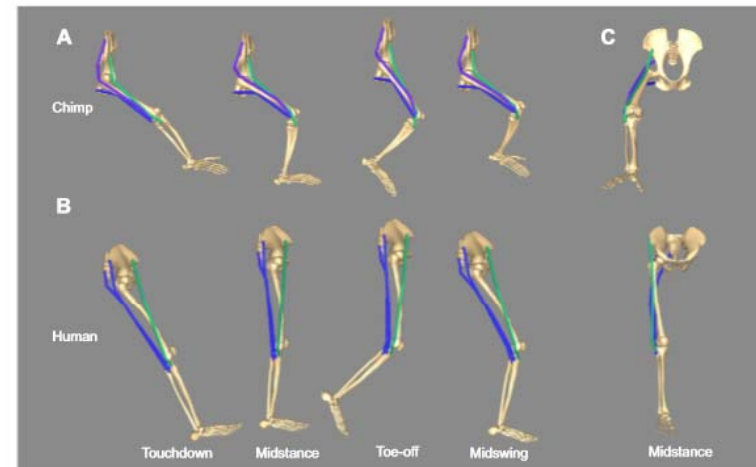 A
C
Chimp
B
Human
Touchdown
Midstance
Toe-off
Midswing
Midstance